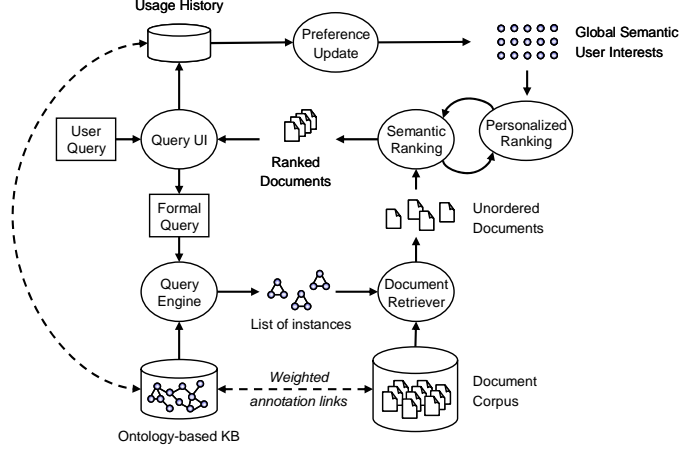 Usage History
Preference
Update
Global Semantic
User Interests
User
Query
Query UI
Ranked
Documents
Semantic
Ranking
Personalized
Ranking
Formal
Query
Unordered
Documents
Query
Engine
List of instances
Document
Retriever
Weighted
annotation links
Document
Corpus
Ontology-based KB